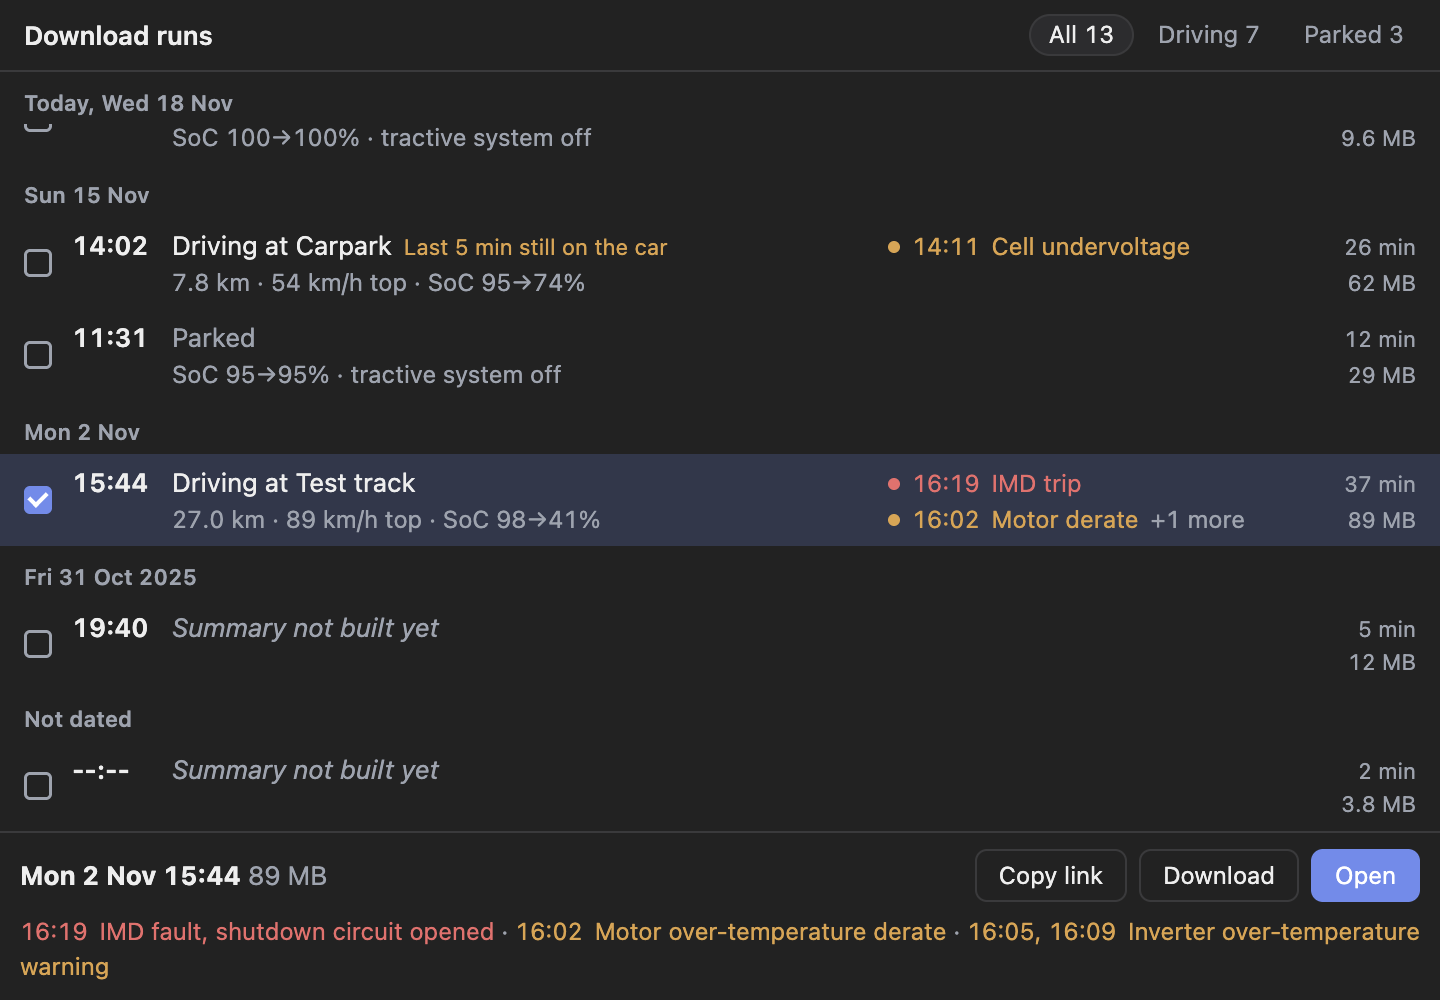 Download runs
All 13 Driving 7 Parked 3
Today, Wed 18 Nov
SoC 100→100% · tractive system off 9.6 MB
Sun 15 Nov
14:02 Driving at Carpark Last 5 min still on the car 14:11 Cell undervoltage 26 min
7.8 km · 54 km/h top · SoC 95→74% 62 MB
11:31 Parked 12 min
SoC 95→95% · tractive system off 29 MB
Mon 2 Nov
15:44 Driving at Test track 16:19 IMD trip 37 min
27.0 km · 89 km/h top · SoC 98→41% 16:02 Motor derate +1 more 89 MB
Fri 31 Oct 2025
19:40 Summary not built yet 5 min
12 MB
Not dated
--:-- Summary not built yet 2 min
3.8 MB
Mon 2 Nov 15:44 89 MB Copy link Download Open
16:19 IMD fault, shutdown circuit opened · 16:02 Motor over-temperature derate · 16:05, 16:09 Inverter over-temperature
warning